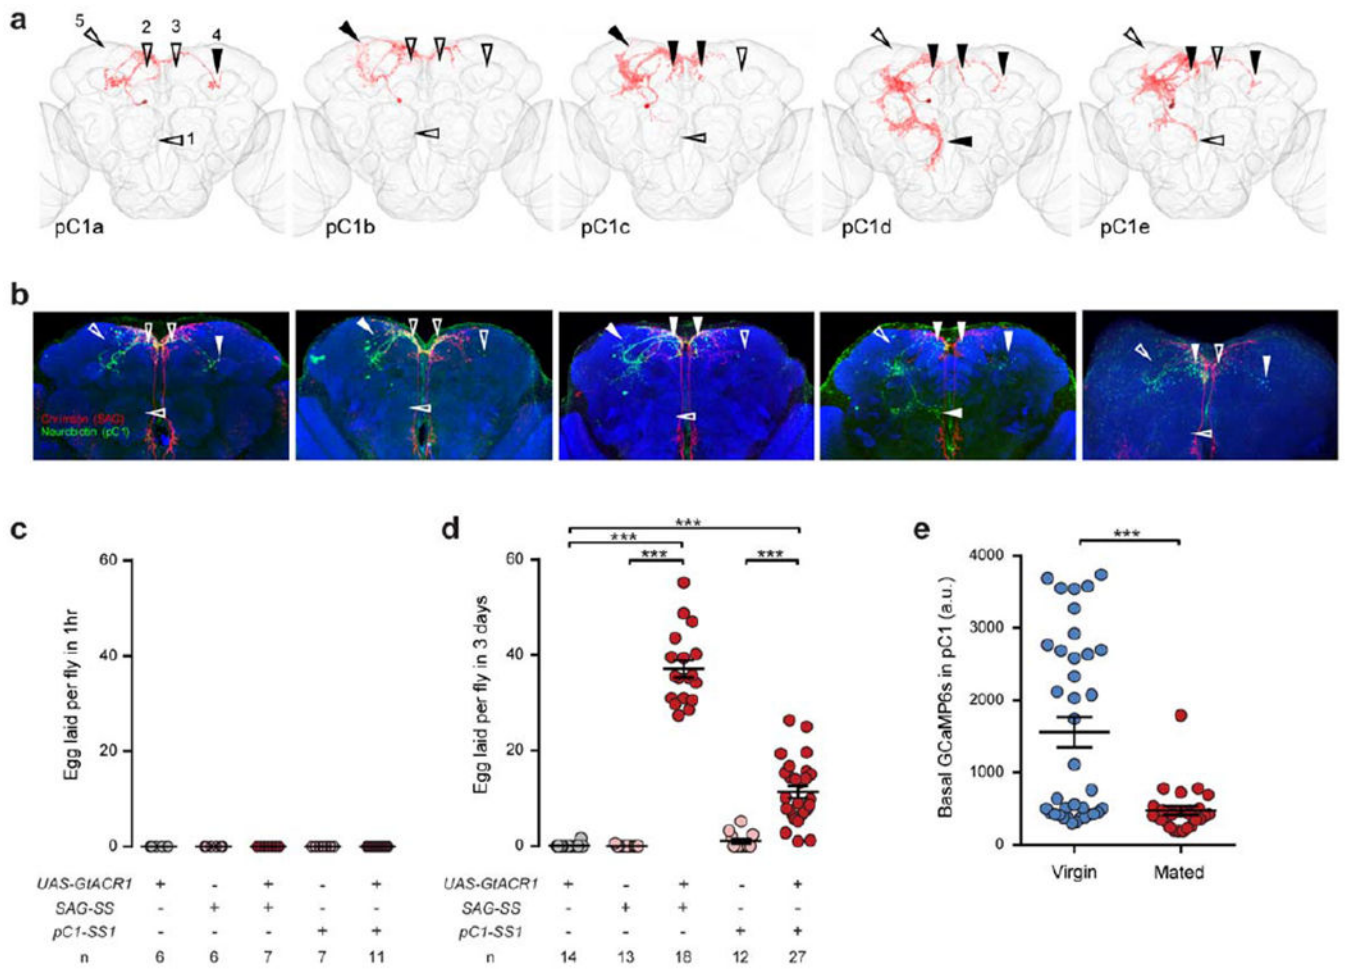 a
5 2 3 4
1
pC1a pC1b pC1c pC1d pC1e
b
Chrimson (SAG)
Neurobiotin (pC1)
c
Egg laid per fly in 1hr
60
40
20
0
UAS-GtACR1 + - + - +
SAG-SS - + + - -
pC1-SS1 - - - + +
n 6 6 7 7 11
d
Egg laid per fly in 3 days
***
***
*** ***
60
40
20
0
UAS-GtACR1 + - + - +
SAG-SS - + + - -
pC1-SS1 - - - + +
n 14 13 18 12 27
e
Basal GCaMP6s in pC1 (a.u.)
***
4000
3000
2000
1000
0
Virgin Mated